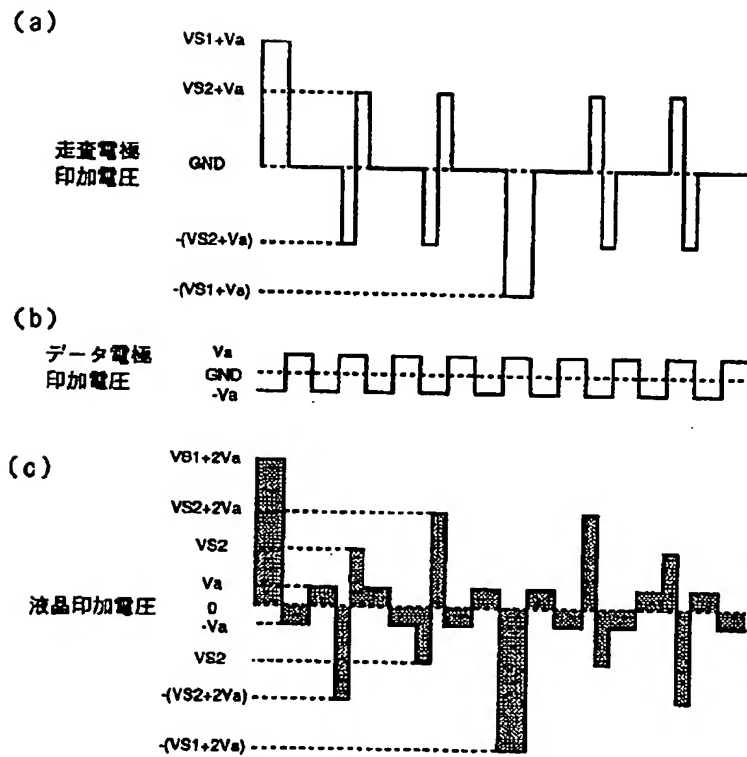 (a)
VS1+Va
VS2+Va
走査電極
印加電圧
GND
-(VS2+Va)
-(VS1+Va)
(b)
データ電極
印加電圧
Va
GND
-Va
(c)
VS1+2Va
VS2+2Va
VS2
Va
液晶印加電圧
0
-Va
VS2
-(VS2+2Va)
-(VS1+2Va)